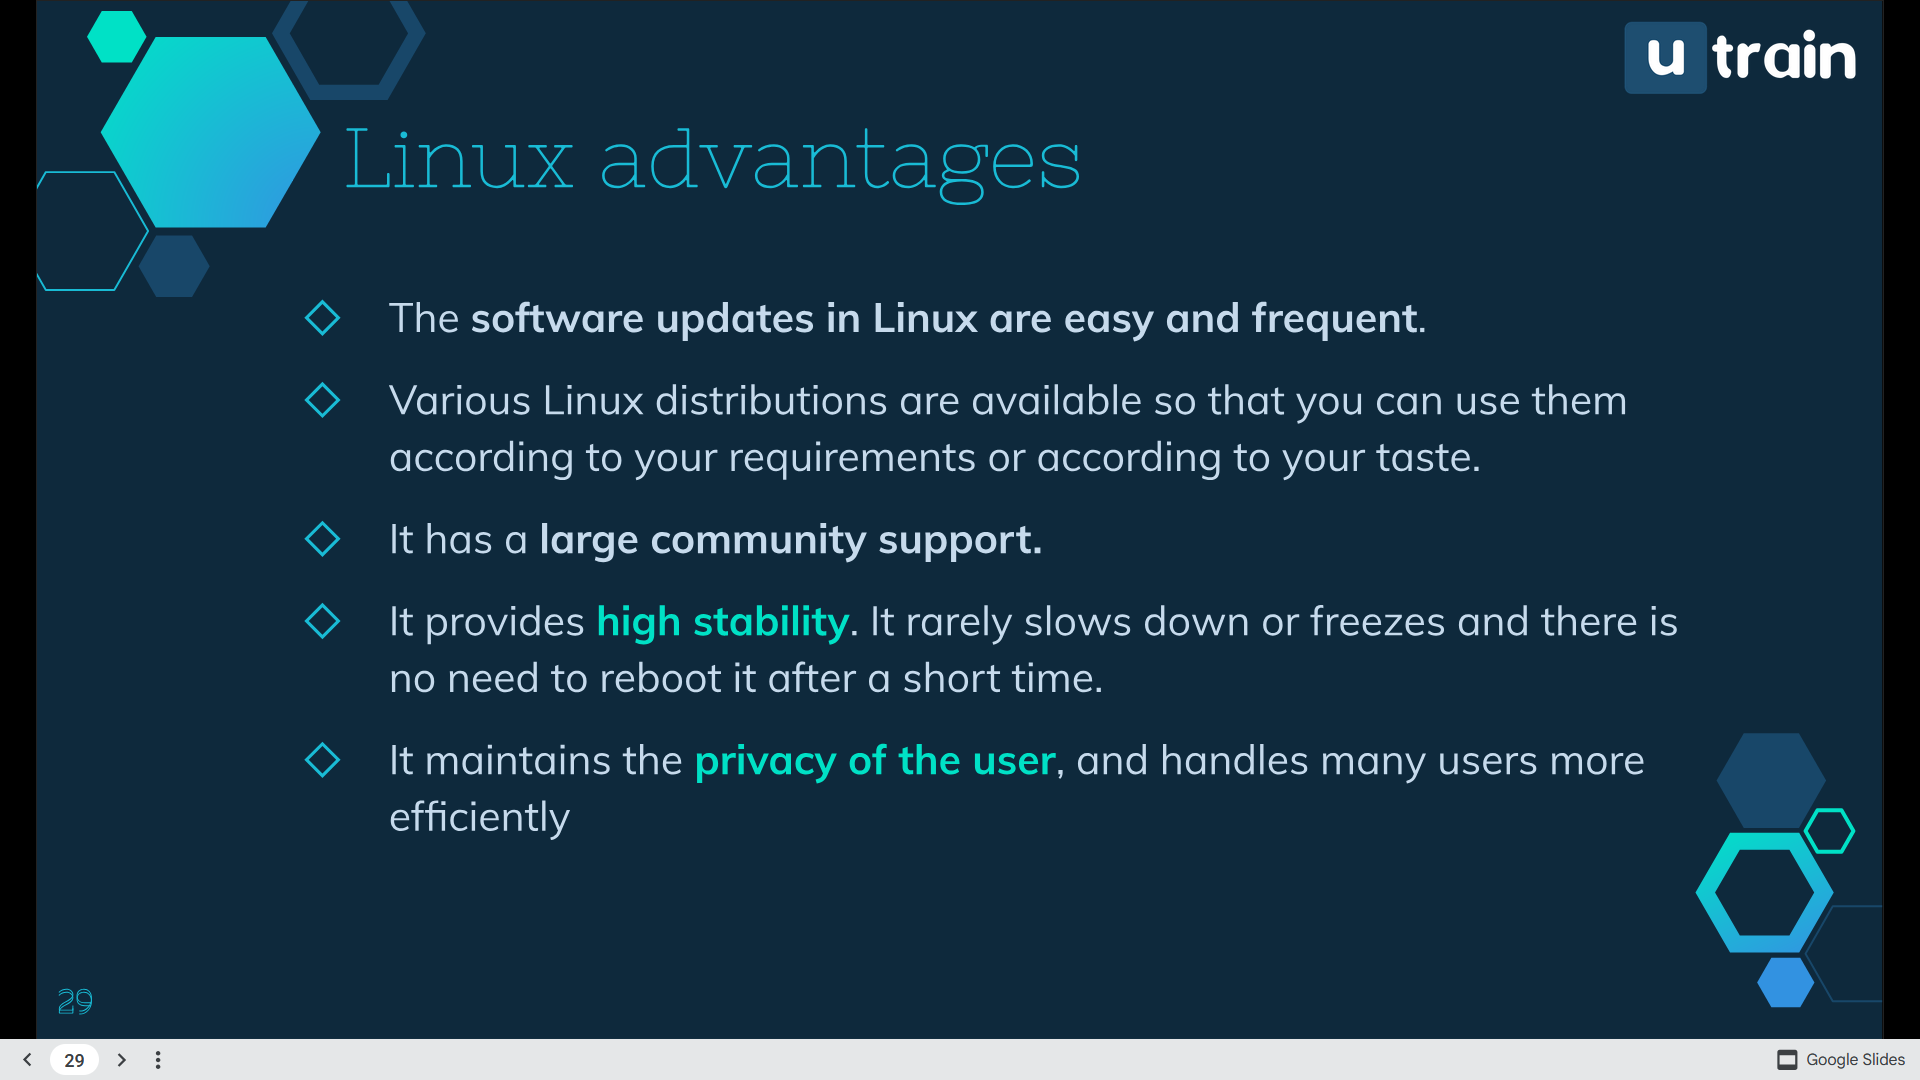 u train
Linux advantages
The software updates in Linux are easy and frequent.
Various Linux distributions are available so that you can use them
according to your requirements or according to your taste.
It has a large community support.
It provides high stability. It rarely slows down or freezes and there is
no need to reboot it after a short time.
It maintains the privacy of the user, and handles many users more
efficiently
29
29
Google Slides